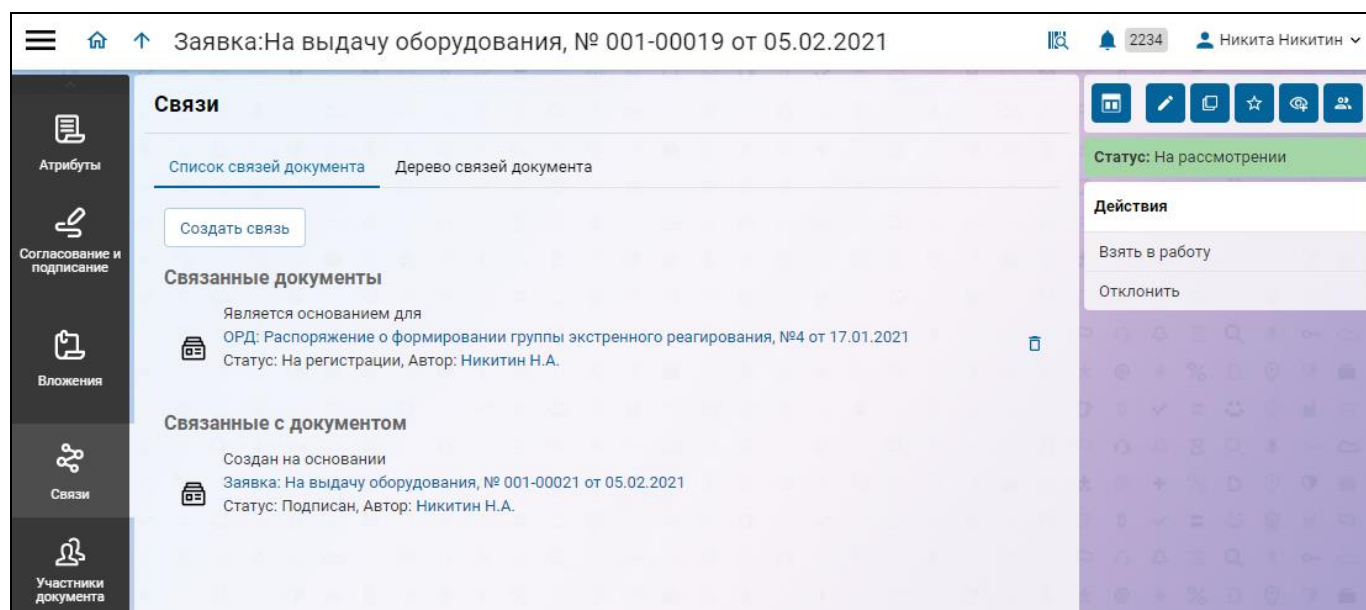 Заявка:На выдачу оборудования, № 001-00019 от 05.02.2021
2234
Никита Никитин
Атрибуты
Согласование и
подписание
Вложения
Связи
Участники
документа
Связи
Список связей документа
Дерево связей документа
Создать связь
Связанные документы
Является основанием для
ОРД: Распоряжение о формировании группы экстренного реагирования, №4 от 17.01.2021
Статус: На регистрации, Автор: Никитин Н.А.
Связанные с документом
Создан на основании
Заявка: На выдачу оборудования, № 001-00021 от 05.02.2021
Статус: Подписан, Автор: Никитин Н.А.
Статус: На рассмотрении
Действия
Взять в работу
Отклонить